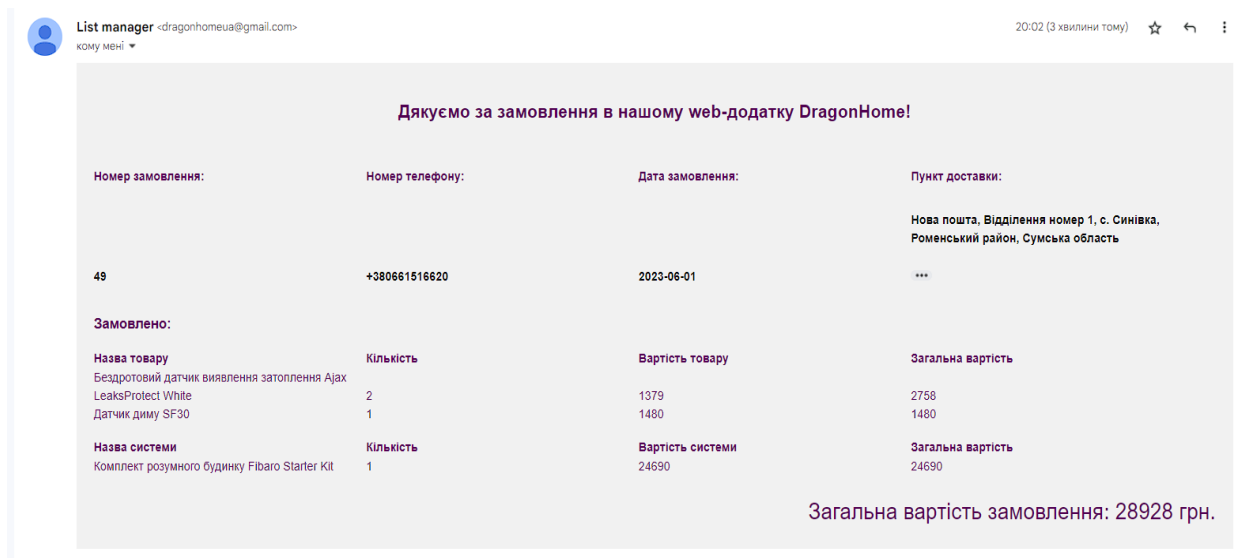 List manager <dragonhomeua@gmail.com> 20:02 (3 хвилини тому)
кому мені
Дякуємо за замовлення в нашому web-додатку DragonHome!
Номер замовлення: Номер телефону: Дата замовлення: Пункт доставки:
Нова пошта, Відділення номер 1, с. Синівка,
Роменський район, Сумська область
49 +380661516620 2023-06-01
Замовлено:
Назва товару Кількість Вартість товару Загальна вартість
Бездротовий датчик виявлення затоплення Ajax
LeaksProtect White 2 1379 2758
Датчик диму SF30 1 1480 1480
Назва системи Кількість Вартість системи Загальна вартість
Комплект розумного будинку Fibaro Starter Kit 1 24690 24690
Загальна вартість замовлення: 28928 грн.